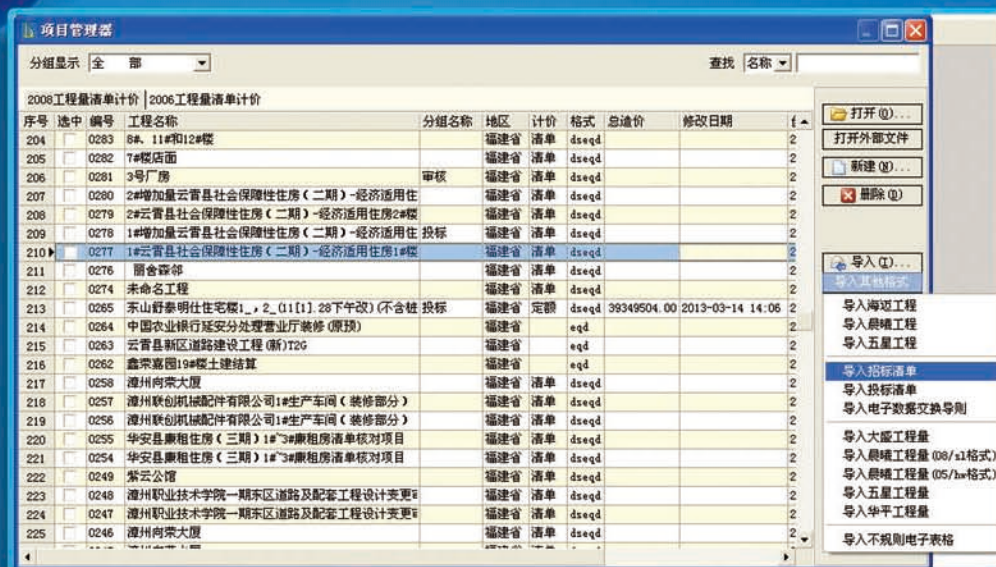 项目管理器
分组显示 全 部 查找 名称
2008工程量清单计价 2006工程量清单计价
序号 选中 编号 工程名称 分组名称 地区 计价 格式 总造价 修改日期
204 0283 8#、11#和12#楼 福建省 清单 dseqd 2
205 0282 7#楼店面 福建省 清单 dseqd 2
206 0281 3号厂房 审核 福建省 清单 dseqd 2
207 0280 2#增加量云霄县社会保障性住房(二期)-经济适用住 福建省 清单 dseqd 2
208 0279 2#云霄县社会保障性住房(二期)-经济适用住房2#楼 福建省 清单 dseqd 2
209 0278 1#增加量云霄县社会保障性住房(二期)-经济适用住 投标 福建省 清单 dseqd 2
210 0277 1#云霄县社会保障性住房(二期)-经济适用住房1#楼 福建省 清单 dseqd 2
211 0276 丽舍森邻 福建省 清单 dseqd 2
212 0274 未命名工程 福建省 清单 dseqd 2
213 0265 东山舒泰明仕住宅楼1_,2_(11[1].28下午改)(不含桩 投标 福建省 定额 dseqd 39349504.00 2013-03-14 14:06 2
214 0264 中国农业银行延安分处理营业厅装修(原预) 福建省 eqd 2
215 0263 云霄县新区道路建设工程(新)T2G 福建省 eqd 2
216 0262 鑫荣嘉园19#楼土建结算 福建省 eqd 2
217 0258 漳州向荣大厦 福建省 清单 dseqd 2
218 0257 漳州联创机械配件有限公司1#生产车间(装修部分) 福建省 清单 dseqd 2
219 0256 漳州联创机械配件有限公司1#生产车间(装修部分) 福建省 清单 dseqd 2
220 0255 华安县廉租住房(三期)1#~3#廉租房清单核对项目 福建省 清单 dseqd 2
221 0254 华安县廉租住房(三期)1#~3#廉租房清单核对项目 福建省 清单 dseqd 2
222 0249 紫云公馆 福建省 清单 dseqd 2
223 0248 漳州职业技术学院一期东区道路及配套工程设计变更 福建省 清单 dseqd 2
224 0247 漳州职业技术学院一期东区道路及配套工程设计变更 福建省 清单 dseqd 2
225 0246 漳州向荣大厦 福建省 清单 dseqd 2
打开(O)...
打开外部文件
新建(N)...
删除(D)
导入(I)...
导入其他格式
导入海迈工程
导入晨曦工程
导入五星工程
导入招标清单
导入投标清单
导入电子数据交换导则
导入大盛工程量
导入晨曦工程量(08/sl格式)
导入晨曦工程量(05/hw格式)
导入五星工程量
导入华平工程量
导入不规则电子表格